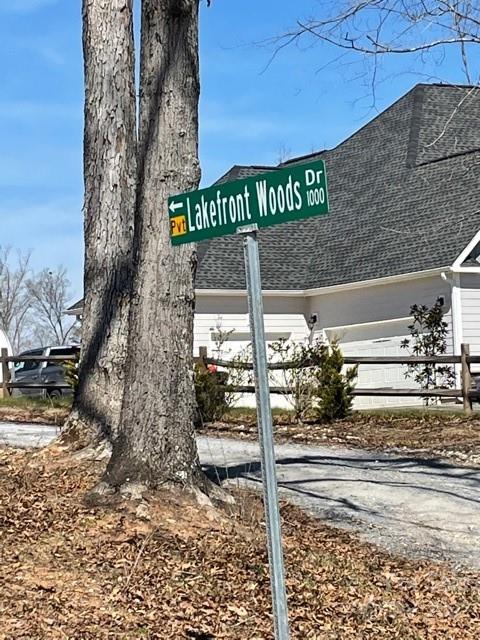 ← Lakefront Woods Dr
Pvt 1000